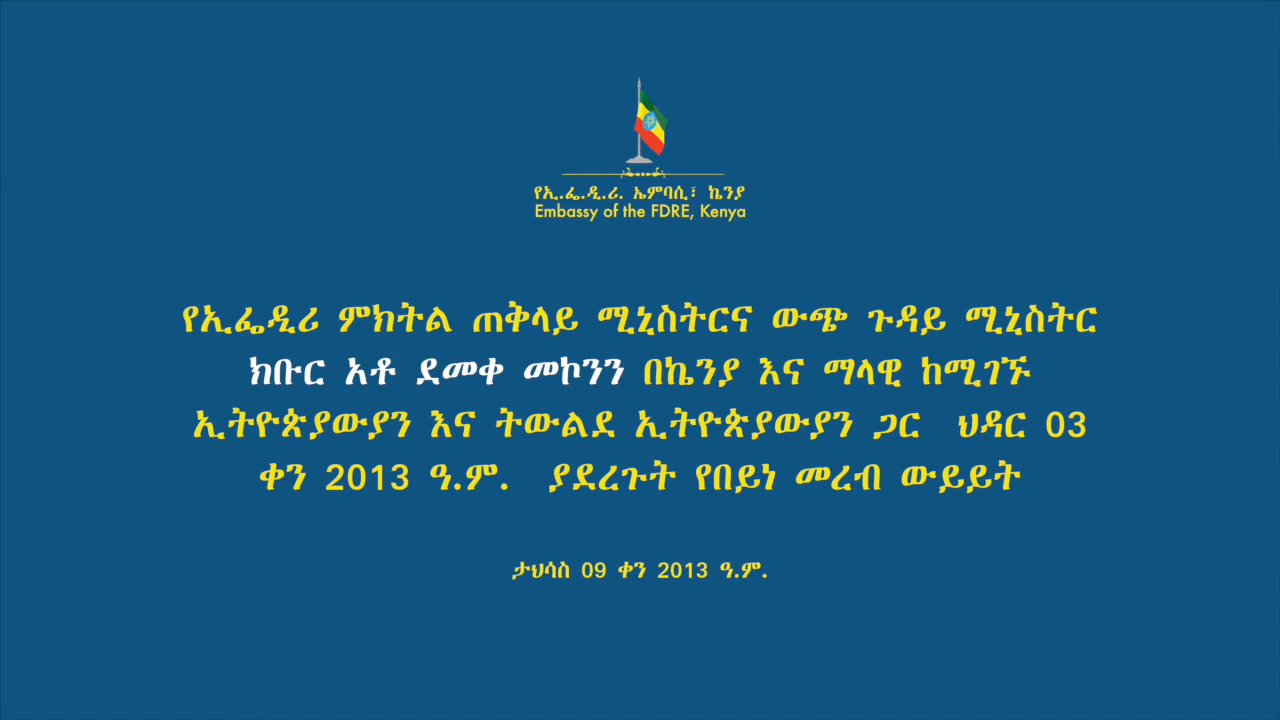 የኢ.ፌ.ዲ.ሪ. ኤምባሲ፣ ኬንያ
Embassy of the FDRE, Kenya
የኢፌዲሪ ምክትል ጠቅላይ ሚኒስትርና ውጭ ጉዳይ ሚኒስትር
ክቡር አቶ ደመቀ መኮንን በኬንያ እና ማላዊ ከሚገኙ
ኢትዮጵያውያን እና ትውልደ ኢትዮጵያውያን ጋር ህዳር 03
ቀን 2013 ዓ.ም. ያደረጉት የበይነ መረብ ውይይት
ታህሳስ 09 ቀን 2013 ዓ.ም.